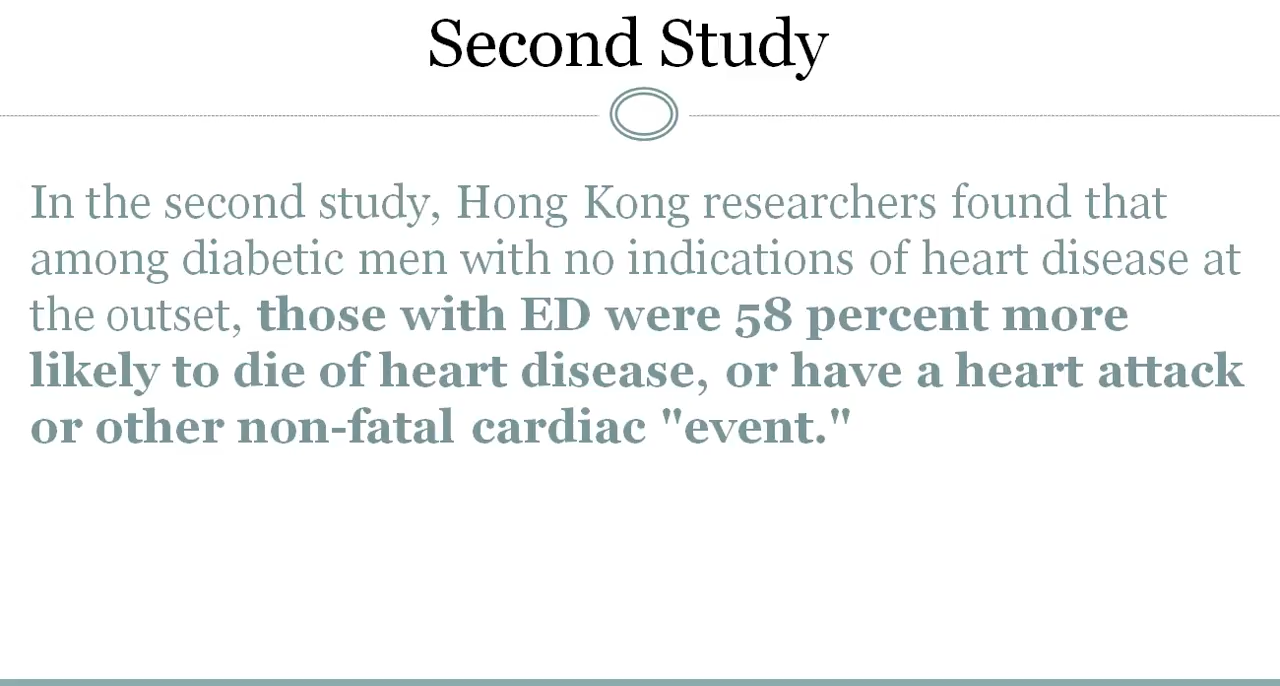 Second Study
In the second study, Hong Kong researchers found that
among diabetic men with no indications of heart disease at
the outset, those with ED were 58 percent more
likely to die of heart disease, or have a heart attack
or other non-fatal cardiac "event."